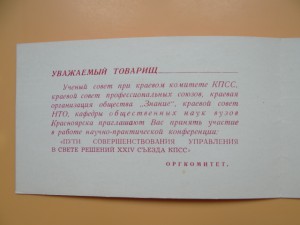 УВАЖАЕМЫЙ ТОВАРИЩ
Ученый совет при краевом комитете КПСС,
краевой совет профессиональных союзов, краевая
организация общества „Знание", краевой совет
НТО, кафедры общественных наук вузов
Красноярска приглашают Вас принять участие
в работе научно-практической конференции:
«ПУТИ СОВЕРШЕНСТВОВАНИЯ УПРАВЛЕНИЯ
В СВЕТЕ РЕШЕНИЙ XXIV СЪЕЗДА КПСС»
ОРГКОМИТЕТ.